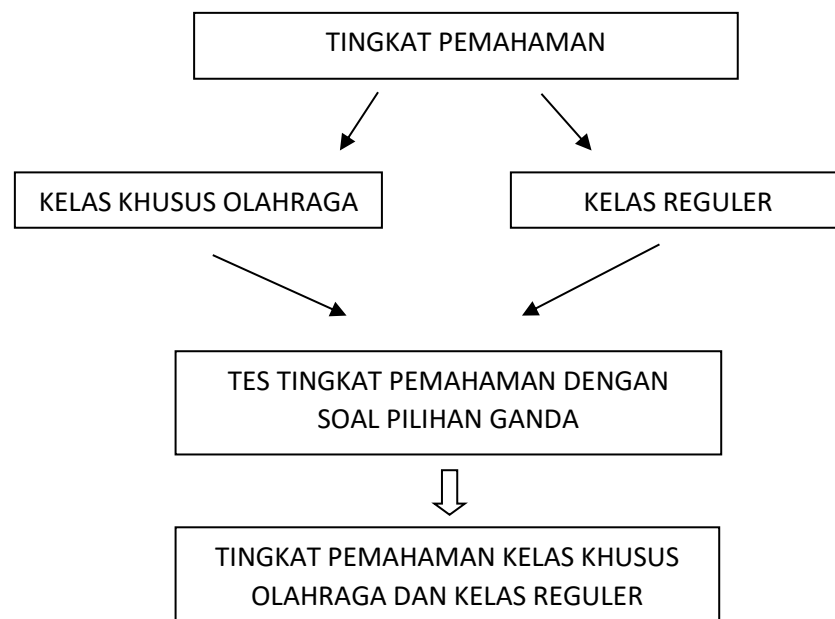 TINGKAT PEMAHAMAN
KELAS KHUSUS OLAHRAGA
KELAS REGULER
TES TINGKAT PEMAHAMAN DENGAN
SOAL PILIHAN GANDA
TINGKAT PEMAHAMAN KELAS KHUSUS
OLAHRAGA DAN KELAS REGULER